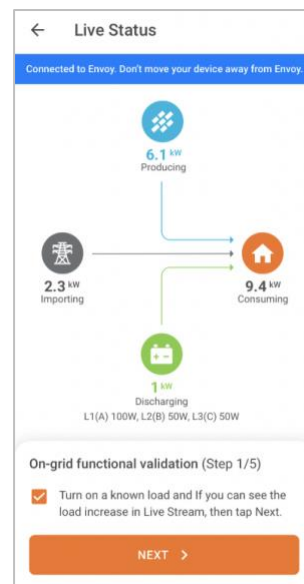 Live Status
Connected to Envoy. Don't move your device away from Envoy.
6.1 kW
Producing
2.3 kW
Importing
9.4 kW
Consuming
1 kW
Discharging
L1(A) 100W, L2(B) 50W, L3(C) 50W
On-grid functional validation (Step 1/5)
Turn on a known load and If you can see the
load increase in Live Stream, then tap Next.
NEXT